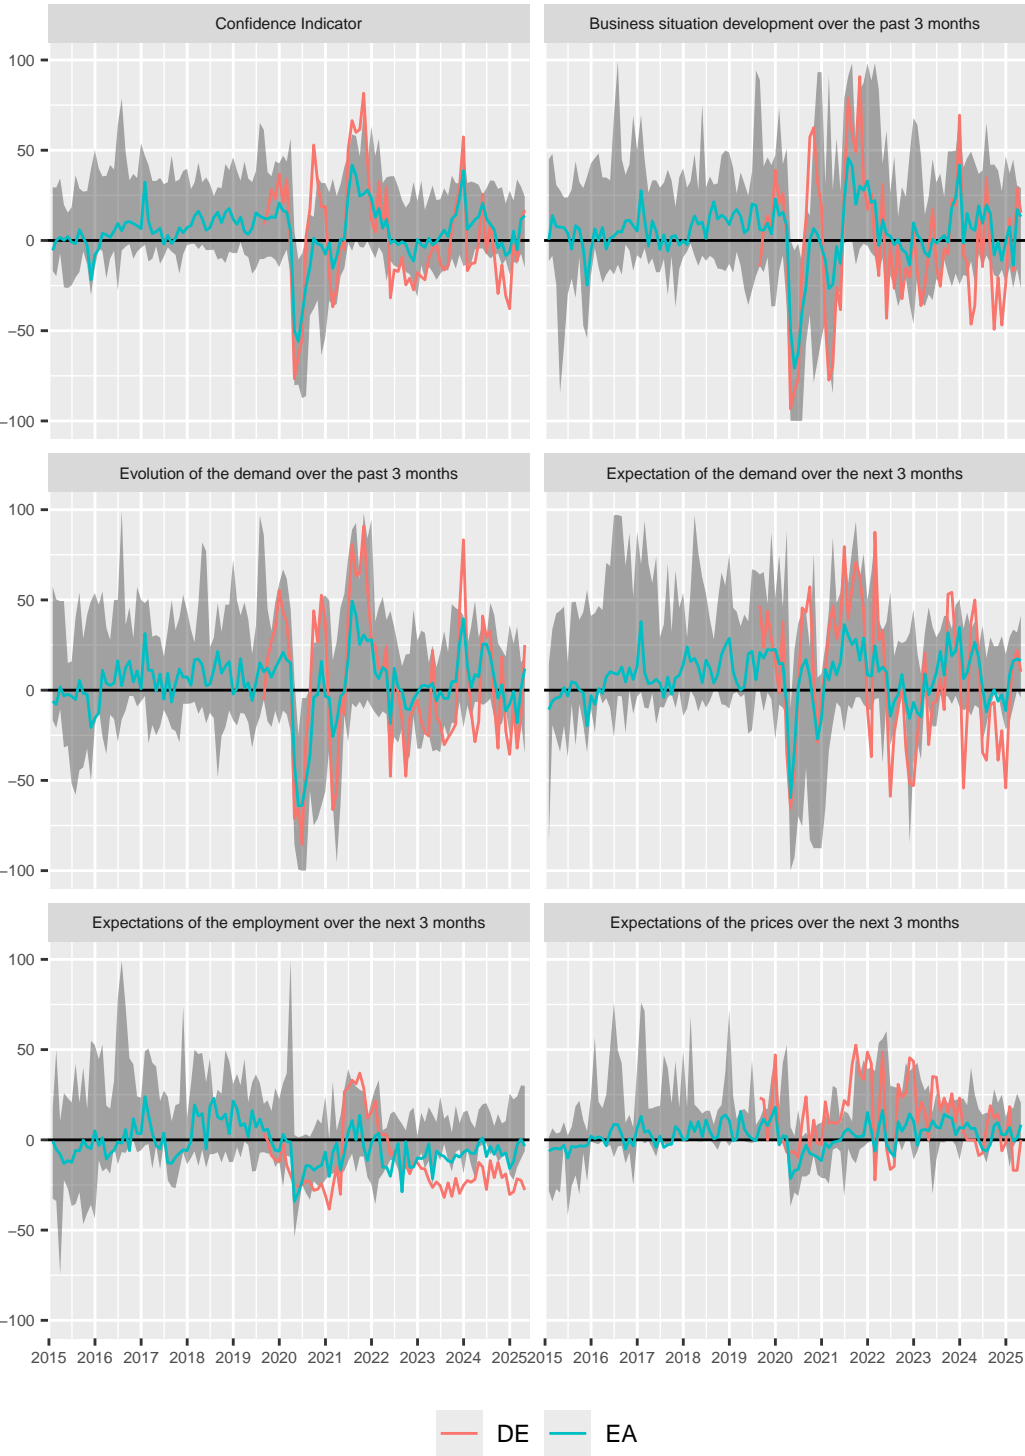 Confidence Indicator
Business situation development over the past 3 months
100
50
0
−50
−100
Evolution of the demand over the past 3 months
Expectation of the demand over the next 3 months
100
50
0
−50
−100
Expectations of the employment over the next 3 months
Expectations of the prices over the next 3 months
100
50
0
−50
−100
2015 2016 2017 2018 2019 2020 2021 2022 2023 2024 2025
2015 2016 2017 2018 2019 2020 2021 2022 2023 2024 2025
DE EA